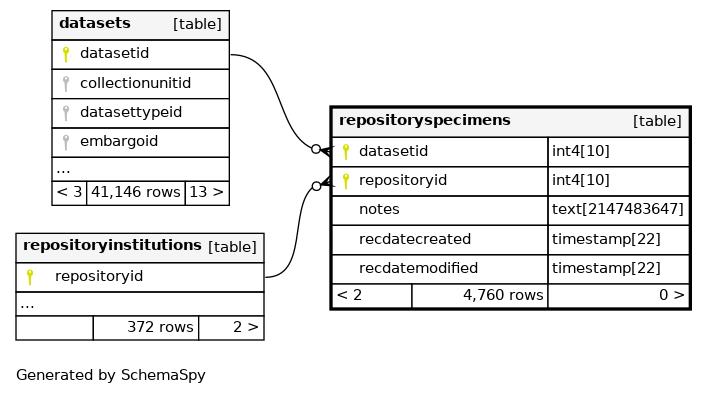 datasets [table]
datasetid
collectionunitid
datasettypeid
embargoid
...
< 3 41,146 rows 13 >
repositoryspecimens [table]
datasetid int4[10]
repositoryid int4[10]
notes text[2147483647]
recdatecreated timestamp[22]
recdatemodified timestamp[22]
< 2 4,760 rows 0 >
repositoryinstitutions [table]
repositoryid
...
372 rows 2 >
Generated by SchemaSpy